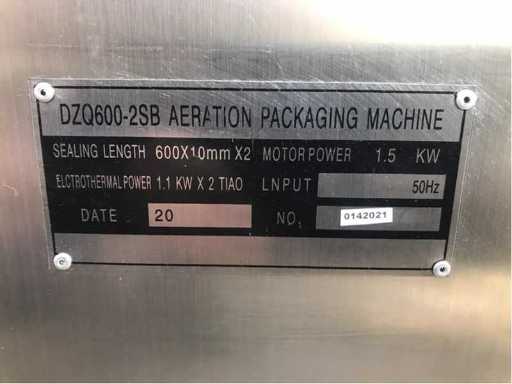 DZQ600-2SB AERATION PACKAGING MACHINE
SEALING LENGTH 600X10mm X2 MOTOR POWER 1.5 KW
ELCTROTHERMAL POWER 1.1 KW X 2 TIAO LNPUT 50Hz
DATE 20 NO. 0142021